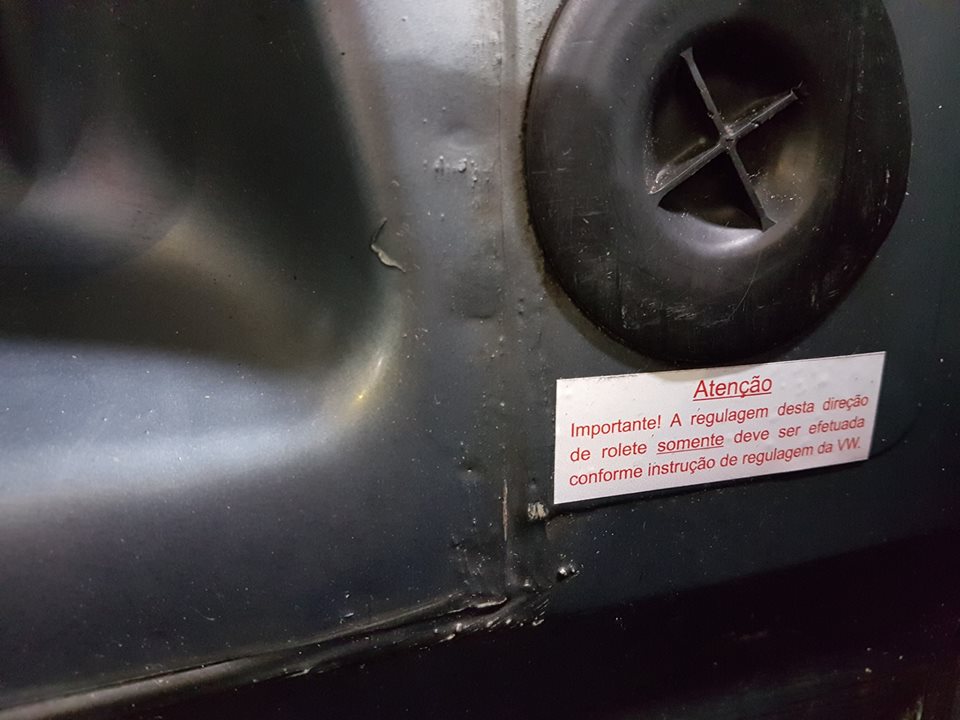 Atenção
Importante! A regulagem desta direção
de rolete somente deve ser efetuada
conforme instrução de regulagem da VW.